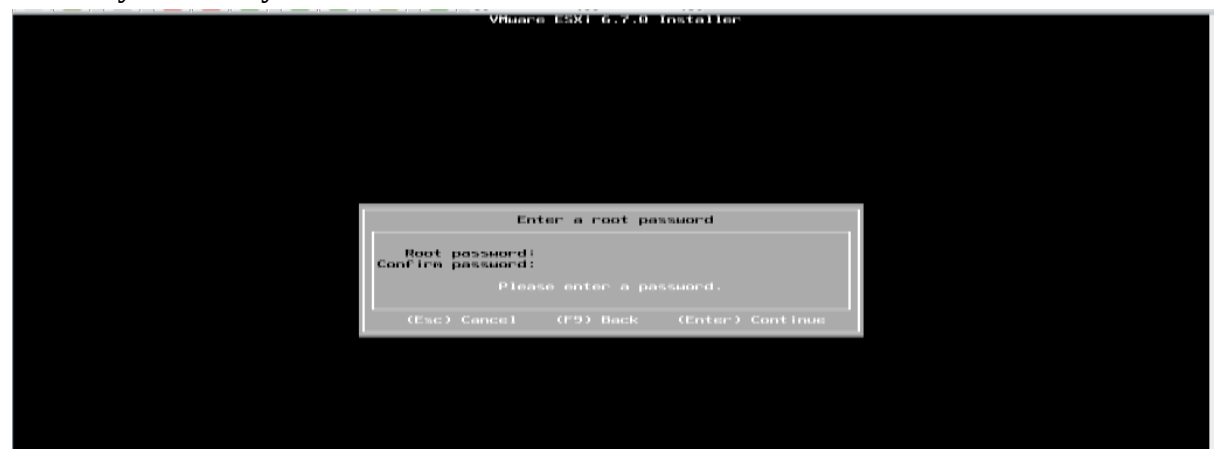 VMware ESXi 6.7.0 Installer
Enter a root password
Root password:
Confirm password:
Please enter a password.
(Esc) Cancel (F9) Back (Enter) Continue